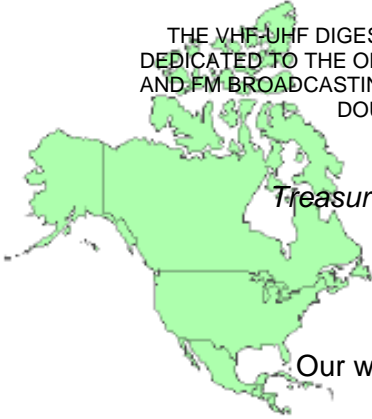 THE VHF-UHF DIGES
DEDICATED TO THE O
AND FM BROADCASTIN
DOU
Treasur
Our w